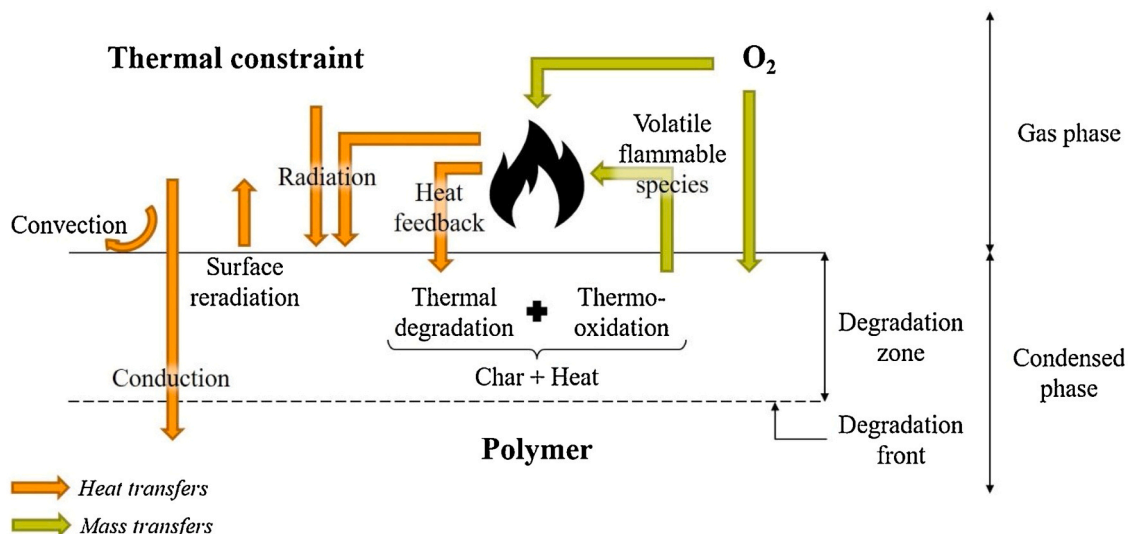 Thermal constraint
O₂
Volatile
flammable
species
Gas phase
Radiation
Heat
feedback
Convection
Surface
reradiation
Thermal
degradation
Thermo-
oxidation
Char + Heat
Conduction
Degradation
zone
Condensed
phase
Degradation
front
Polymer
Heat transfers
Mass transfers